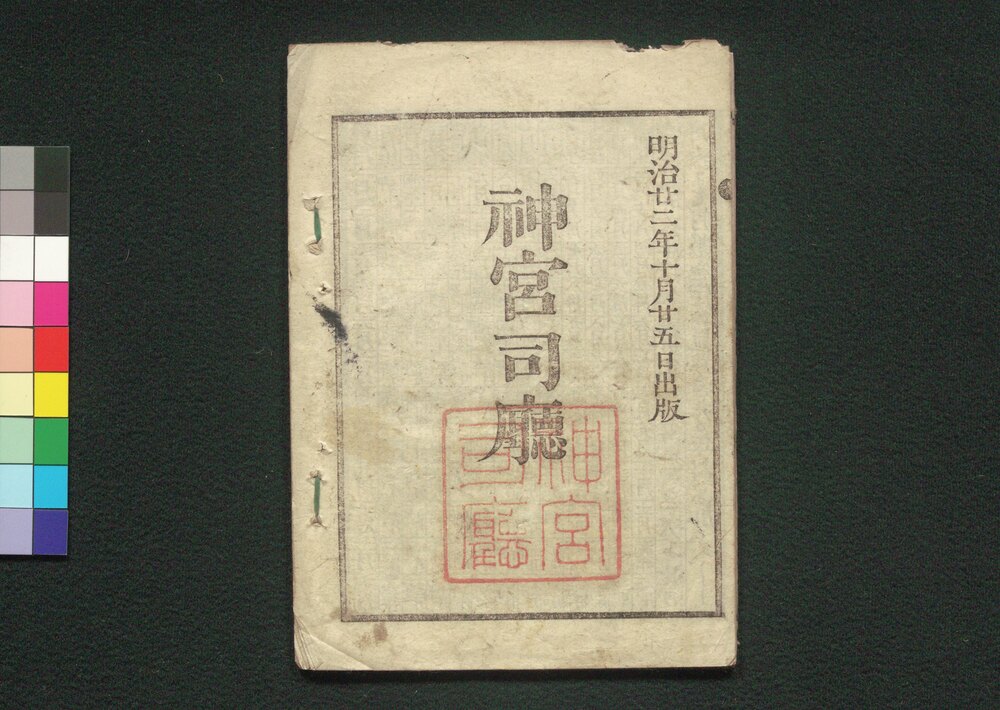 明治廿二年十月廿五日出版
神宮司廳
神宮
司廳